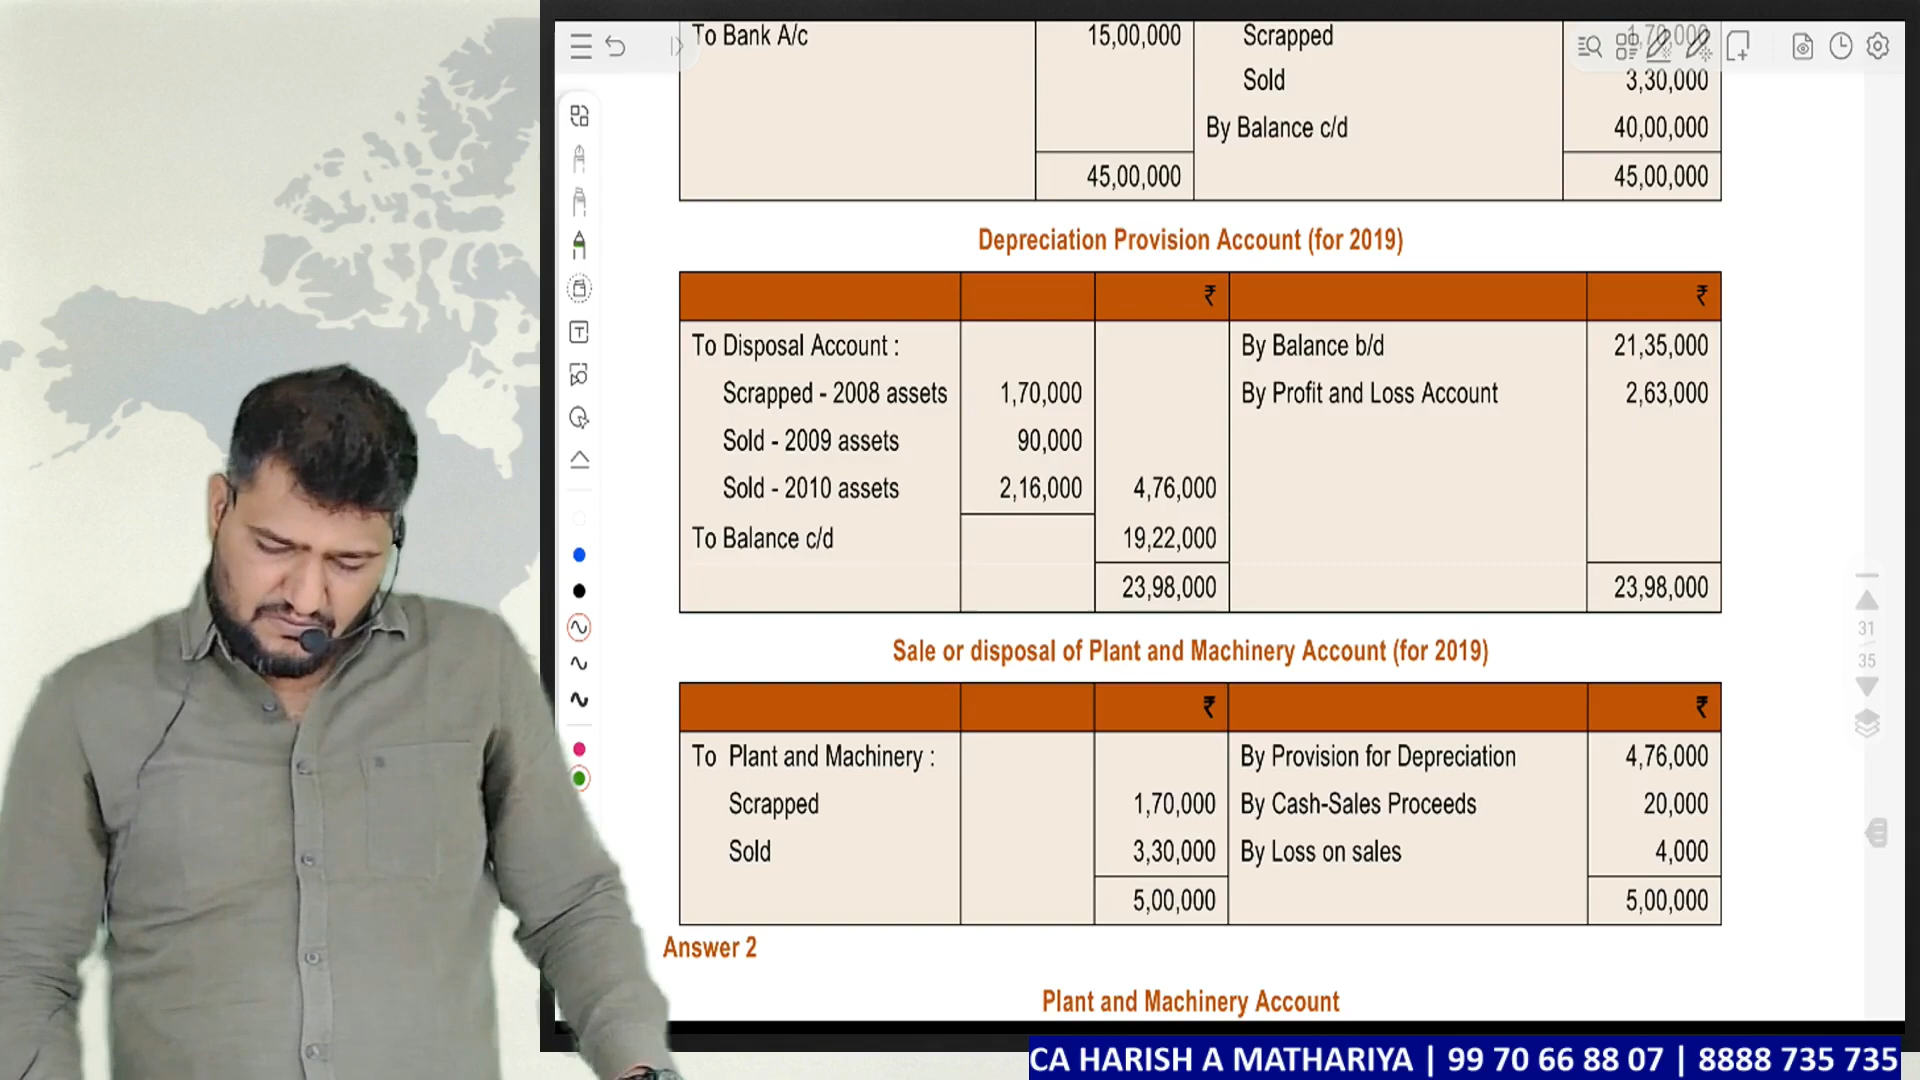 To Bank A/c 15,00,000 Scrapped 1,70,000
Sold 3,30,000
By Balance c/d 40,00,000
45,00,000 45,00,000
Depreciation Provision Account (for 2019)
₹ ₹
To Disposal Account : By Balance b/d 21,35,000
Scrapped - 2008 assets 1,70,000 By Profit and Loss Account 2,63,000
Sold - 2009 assets 90,000
Sold - 2010 assets 2,16,000 4,76,000
To Balance c/d 19,22,000
23,98,000 23,98,000
Sale or disposal of Plant and Machinery Account (for 2019)
₹ ₹
To Plant and Machinery : By Provision for Depreciation 4,76,000
Scrapped 1,70,000 By Cash-Sales Proceeds 20,000
Sold 3,30,000 By Loss on sales 4,000
5,00,000 5,00,000
Answer 2
Plant and Machinery Account
31
35
CA HARISH A MATHARIYA | 99 70 66 88 07 | 8888 735 735